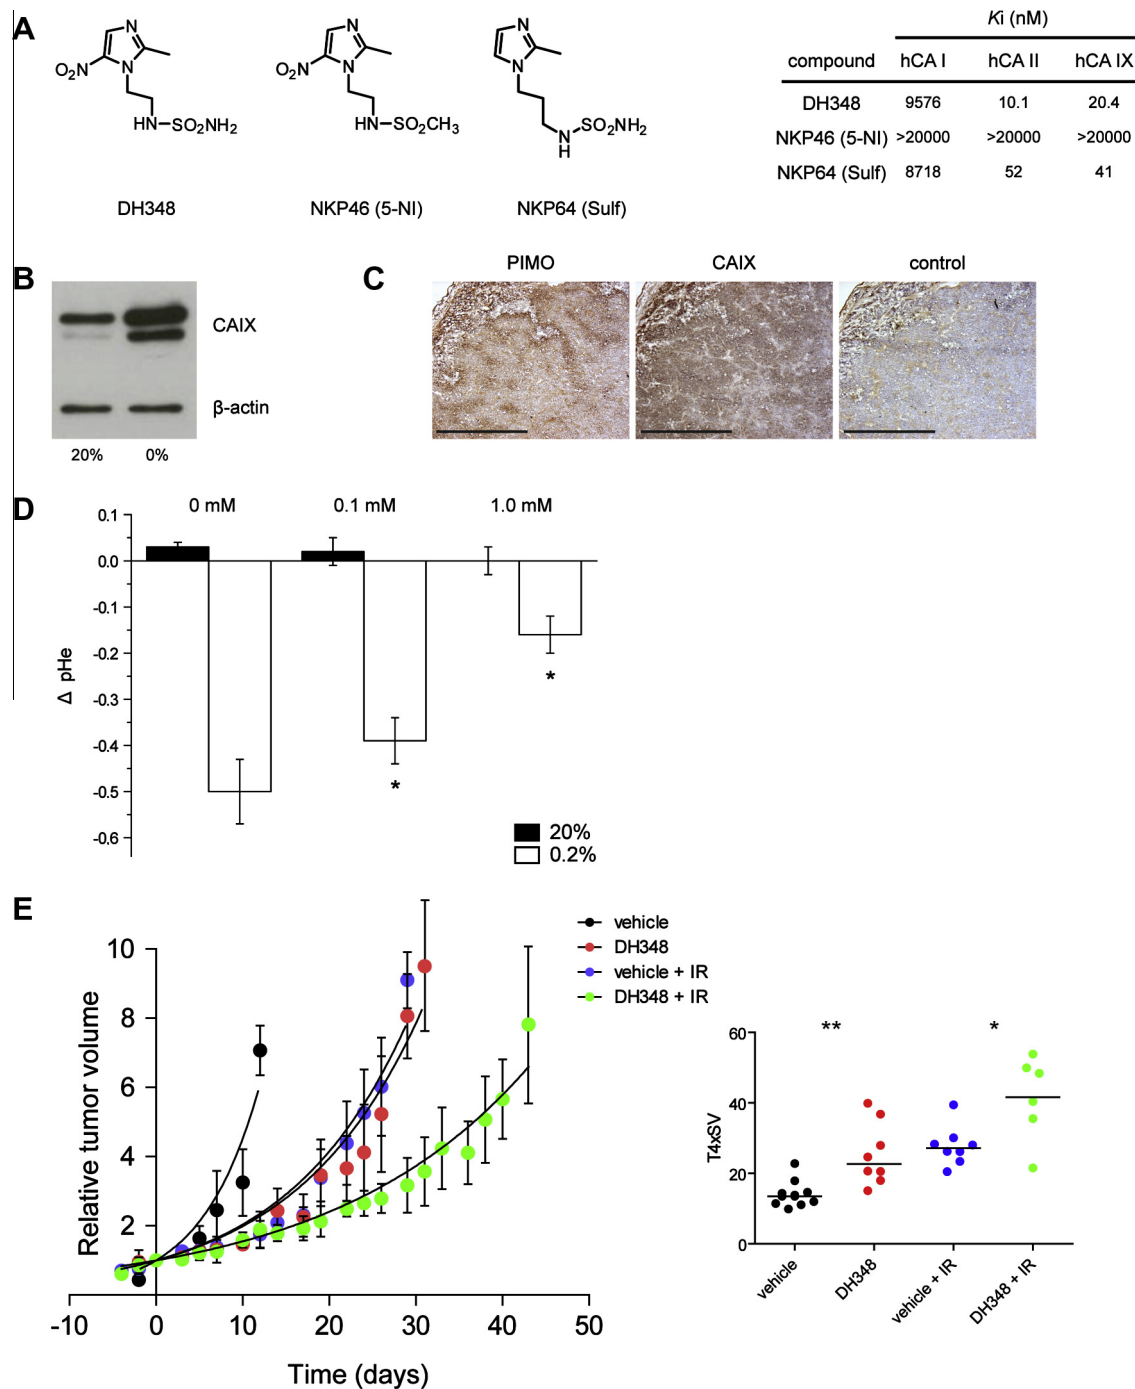 A
N
N
O₂N
HN—SO₂NH₂
DH348
N
N
O₂N
HN—SO₂CH₃
NKP46 (5-NI)
N
N
N
H
SO₂NH₂
NKP64 (Sulf)
Ki (nM)
compound hCA I hCA II hCA IX
DH348 9576 10.1 20.4
NKP46 (5-NI) >20000 >20000 >20000
NKP64 (Sulf) 8718 52 41
B
CAIX
β-actin
20% 0%
C
PIMO CAIX control
D
0 mM 0.1 mM 1.0 mM
0.1
0.0
-0.1
-0.2
-0.3
-0.4
-0.5
-0.6
Δ pHe
*
*
20%
0.2%
E
vehicle
DH348
vehicle + IR
DH348 + IR
Relative tumor volume
10
8
6
4
2
-10 0 10 20 30 40 50
Time (days)
** *
T4xSV
60
40
20
0
vehicle
DH348
vehicle + IR
DH348 + IR